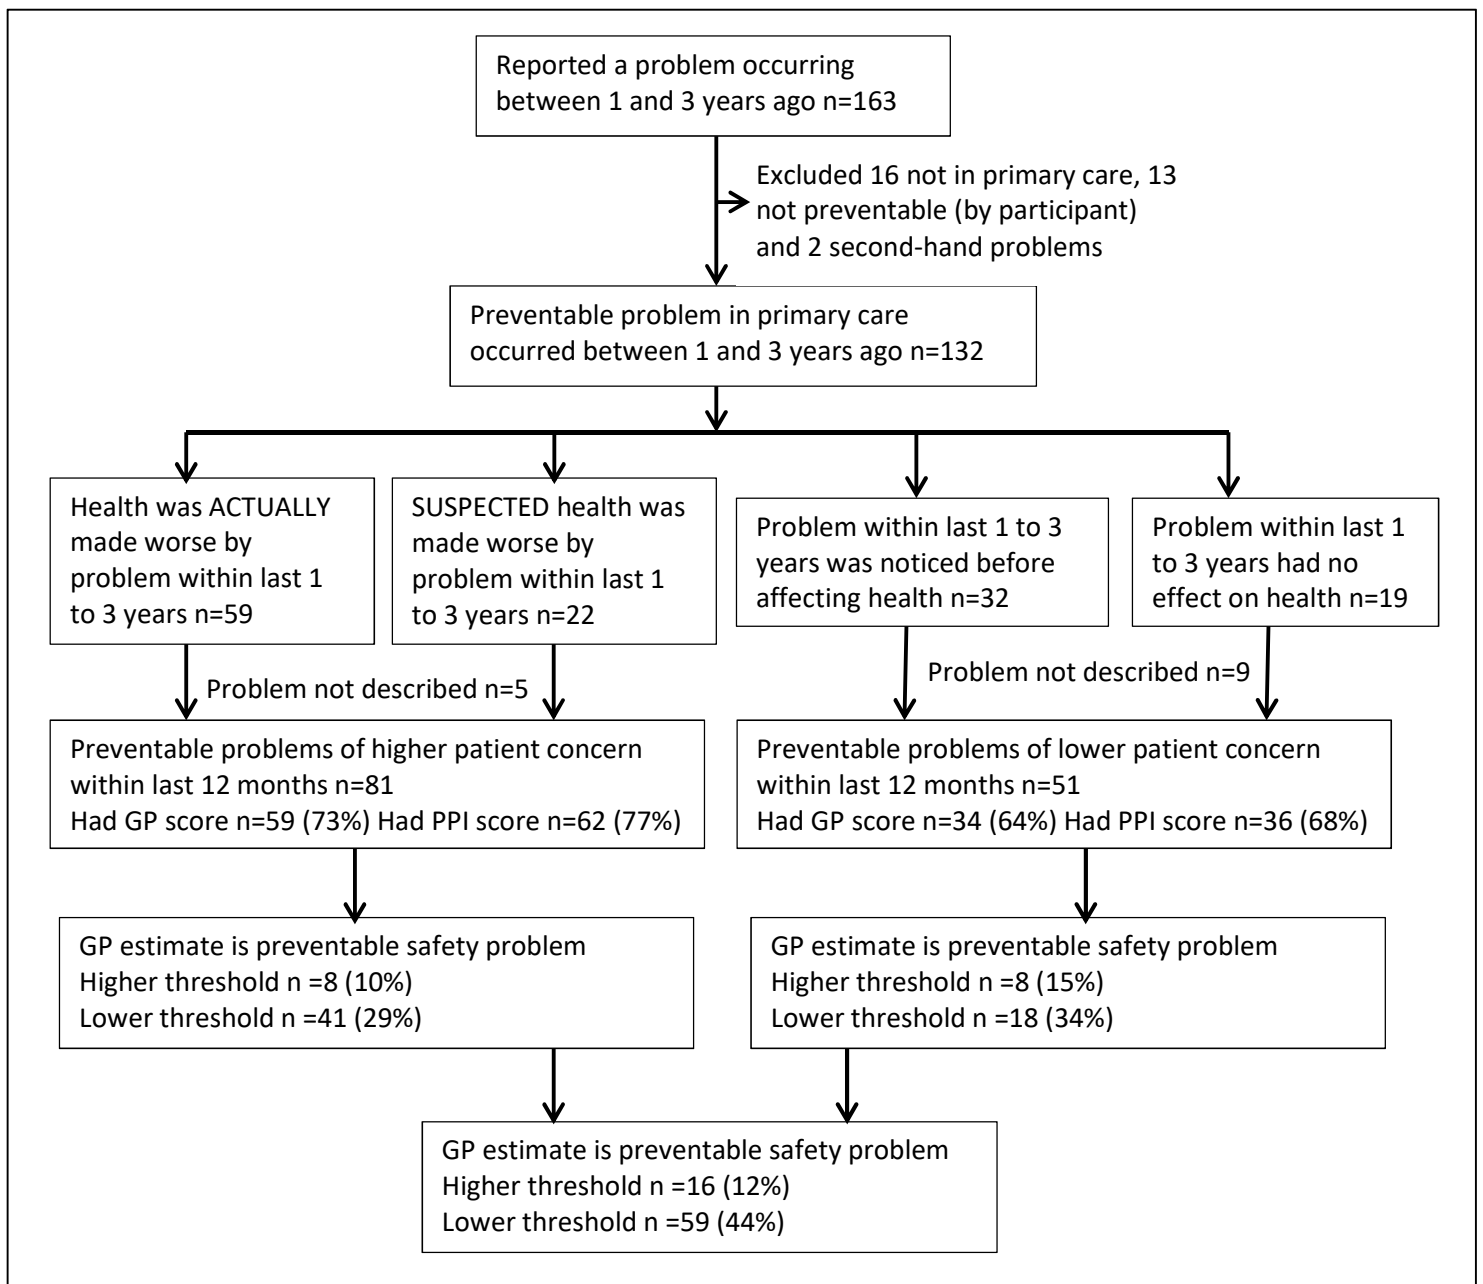 Reported a problem occurring
between 1 and 3 years ago n=163
Excluded 16 not in primary care, 13
not preventable (by participant)
and 2 second-hand problems
Preventable problem in primary care
occurred between 1 and 3 years ago n=132
Health was ACTUALLY
made worse by
problem within last 1
to 3 years n=59
SUSPECTED health was
made worse by
problem within last 1
to 3 years n=22
Problem within last 1 to 3
years was noticed before
affecting health n=32
Problem within last 1
to 3 years had no
effect on health n=19
Problem not described n=5
Problem not described n=9
Preventable problems of higher patient concern
within last 12 months n=81
Had GP score n=59 (73%) Had PPI score n=62 (77%)
Preventable problems of lower patient concern
within last 12 months n=51
Had GP score n=34 (64%) Had PPI score n=36 (68%)
GP estimate is preventable safety problem
Higher threshold n =8 (10%)
Lower threshold n =41 (29%)
GP estimate is preventable safety problem
Higher threshold n =8 (15%)
Lower threshold n =18 (34%)
GP estimate is preventable safety problem
Higher threshold n =16 (12%)
Lower threshold n =59 (44%)